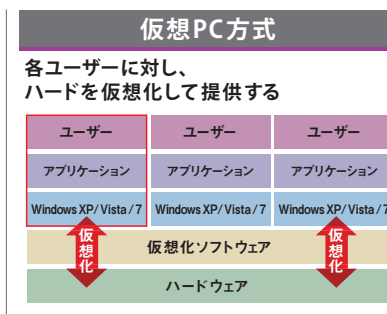 仮想PC方式
各ユーザーに対し、
ハードを仮想化して提供する
ユーザー ユーザー ユーザー
アプリケーション アプリケーション アプリケーション
Windows XP/Vista/7 Windows XP/Vista/7 Windows XP/Vista/7
仮想化 仮想化ソフトウェア 仮想化
ハードウェア